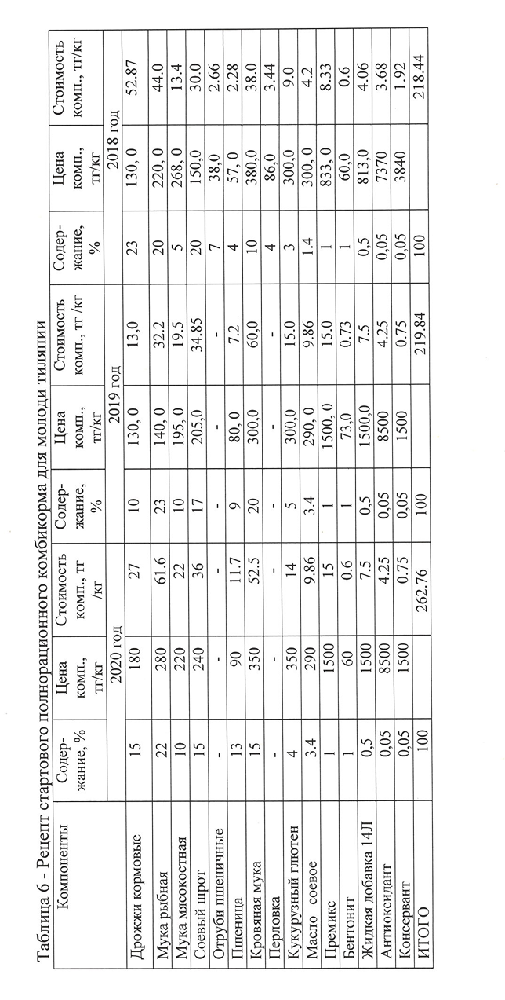 Таблица 6 - Рецепт стартового полнорационного комбикорма для молоди тиляпии
Компоненты | Содер-жание, % | Цена комп., тг/кг | Стоимость комп., тг /кг | Содер-жание, % | Цена комп., тг/кг | Стоимость комп., тг /кг | Содер-жание, % | Цена комп., тг/кг | Стоимость комп., тг/кг
2020 год | 2019 год | 2018 год
Дрожжи кормовые | 15 | 180 | 27 | 10 | 130, 0 | 13,0 | 23 | 130, 0 | 52.87
Мука рыбная | 22 | 280 | 61.6 | 23 | 140, 0 | 32.2 | 20 | 220, 0 | 44.0
Мука мясокостная | 10 | 220 | 22 | 10 | 195, 0 | 19.5 | 5 | 268, 0 | 13.4
Соевый шрот | 15 | 240 | 36 | 17 | 205,0 | 34.85 | 20 | 150,0 | 30.0
Отруби пшеничные | - | - | - | - | - | - | 7 | 38,0 | 2.66
Пшеница | 13 | 90 | 11.7 | 9 | 80, 0 | 7.2 | 4 | 57, 0 | 2.28
Кровяная мука | 15 | 350 | 52.5 | 20 | 300,0 | 60,0 | 10 | 380,0 | 38.0
Перловка | - | - | - | - | - | - | 4 | 86,0 | 3.44
Кукурузный глютен | 4 | 350 | 14 | 5 | 300,0 | 15.0 | 3 | 300,0 | 9.0
Масло соевое | 3.4 | 290 | 9.86 | 3.4 | 290, 0 | 9.86 | 1.4 | 300, 0 | 4.2
Премикс | 1 | 1500 | 15 | 1 | 1500, 0 | 15.0 | 1 | 833, 0 | 8.33
Бентонит | 1 | 60 | 0.6 | 1 | 73,0 | 0.73 | 1 | 60,0 | 0.6
Жидкая добавка 14Л | 0,5 | 1500 | 7.5 | 0,5 | 1500,0 | 7.5 | 0,5 | 813,0 | 4.06
Антиоксидант | 0,05 | 8500 | 4.25 | 0,05 | 8500 | 4.25 | 0,05 | 7370 | 3.68
Консервант | 0,05 | 1500 | 0.75 | 0,05 | 1500 | 0.75 | 0,05 | 3840 | 1.92
ИТОГО | 100 | | 262.76 | 100 | | 219.84 | 100 | | 218.44